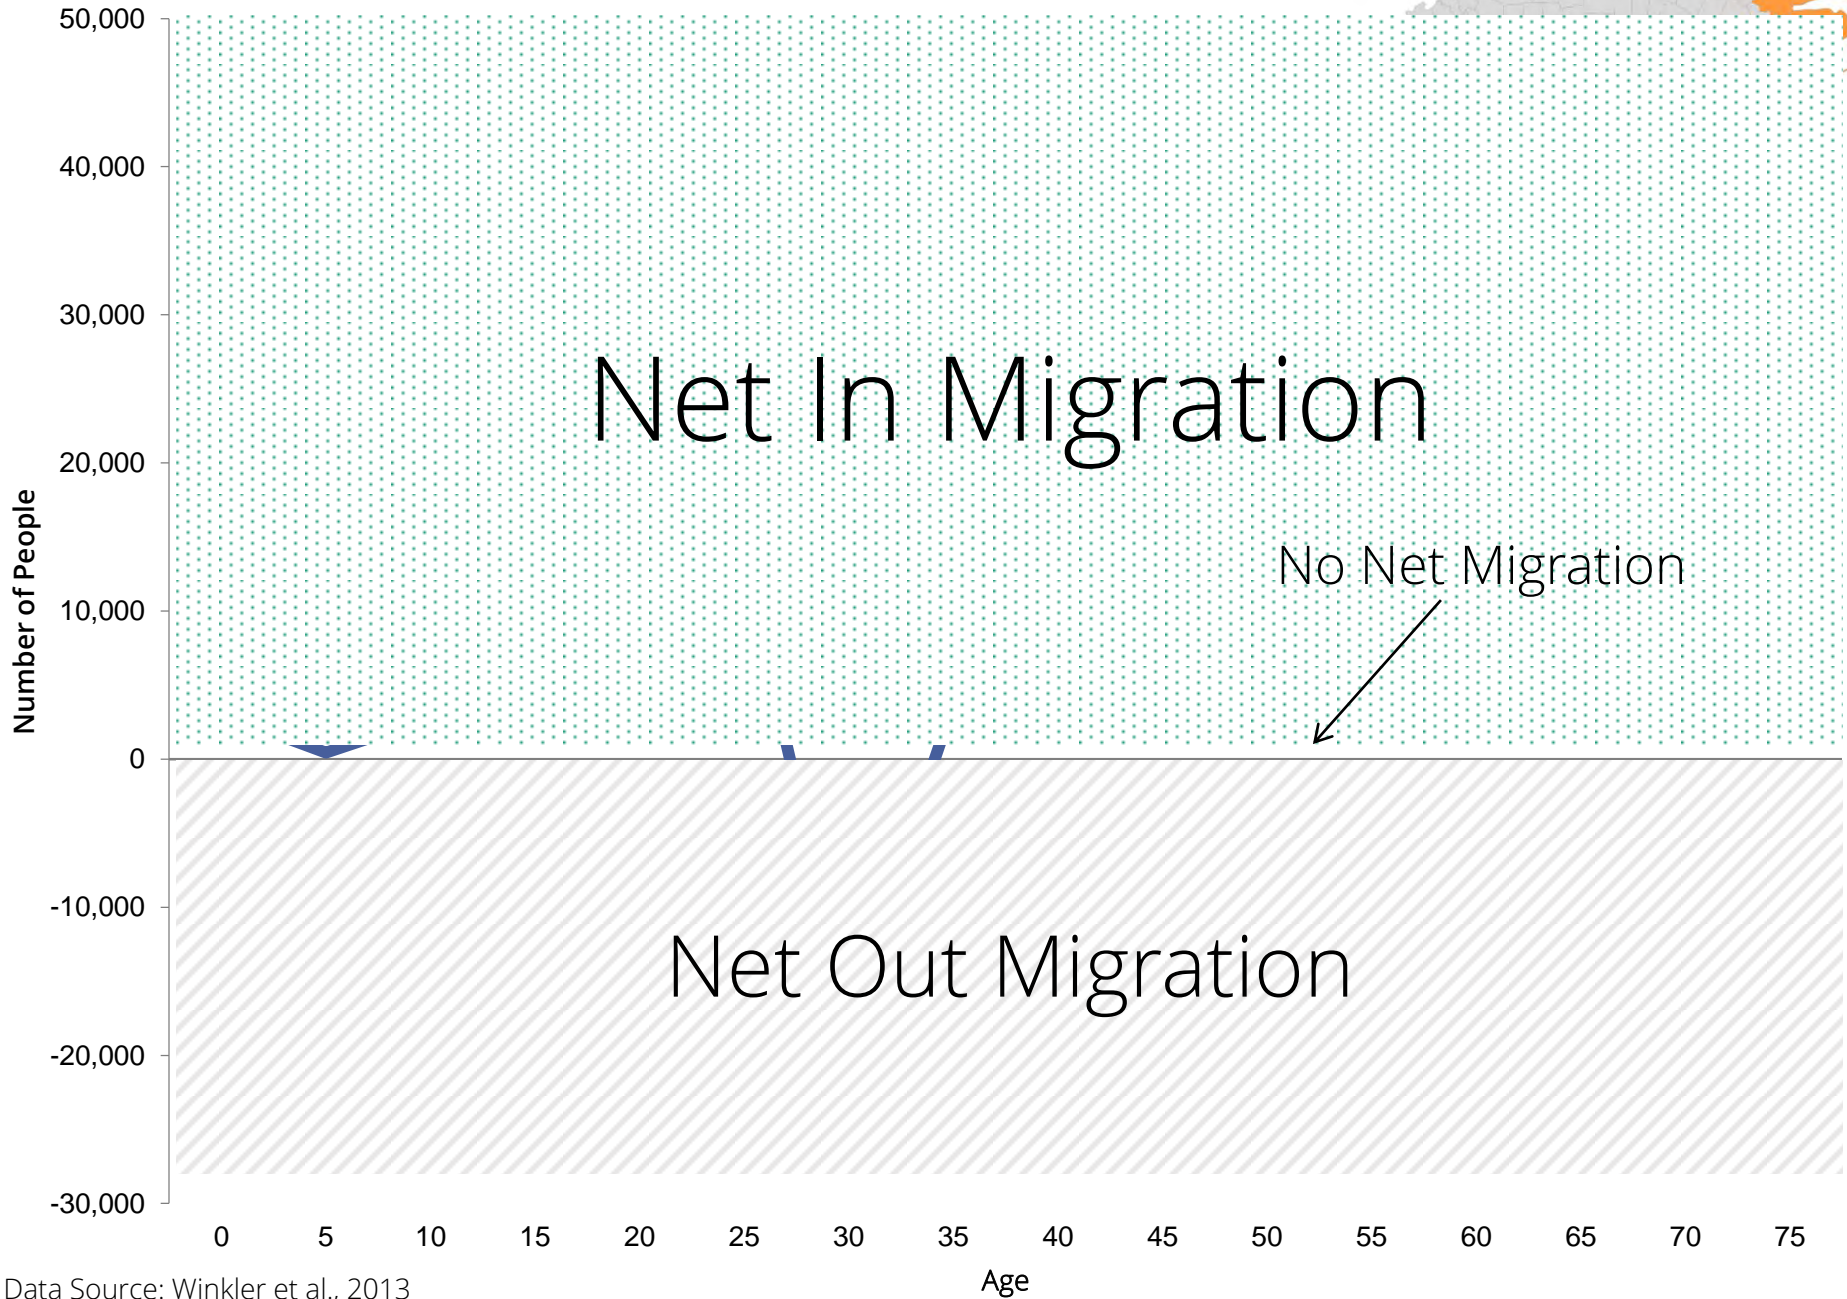 50,000
40,000
30,000
Net In Migration
20,000
Number of People
No Net Migration
10,000
0
-10,000
Net Out Migration
-20,000
-30,000
0 5 10 15 20 25 30 35 40 45 50 55 60 65 70 75
Age
Data Source: Winkler et al., 2013